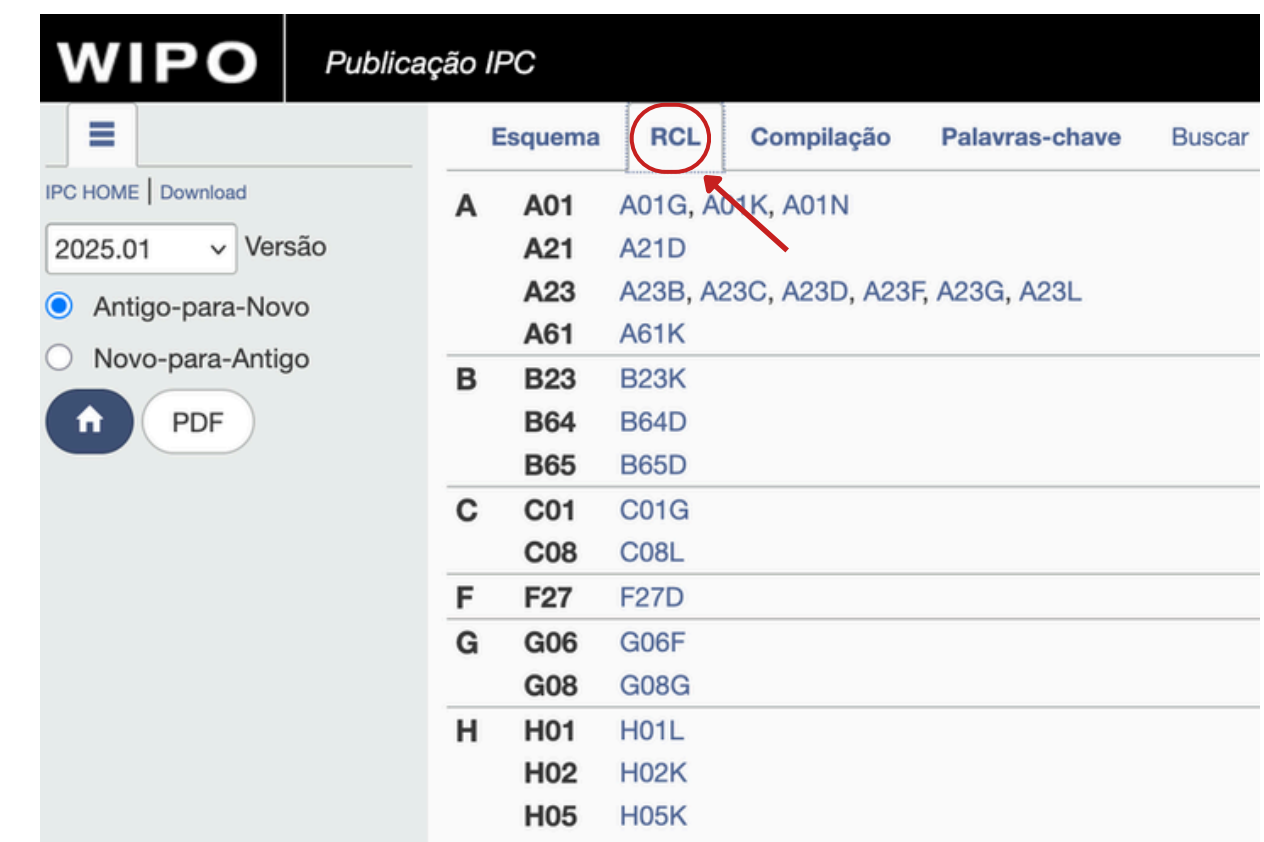 WIPO Publicação IPC
Esquema RCL Compilação Palavras-chave Buscar
IPC HOME | Download
2025.01 Versão
Antigo-para-Novo
Novo-para-Antigo
PDF
A A01 A01G, A01K, A01N
A21 A21D
A23 A23B, A23C, A23D, A23F, A23G, A23L
A61 A61K
B B23 B23K
B64 B64D
B65 B65D
C C01 C01G
C08 C08L
F F27 F27D
G G06 G06F
G08 G08G
H H01 H01L
H02 H02K
H05 H05K